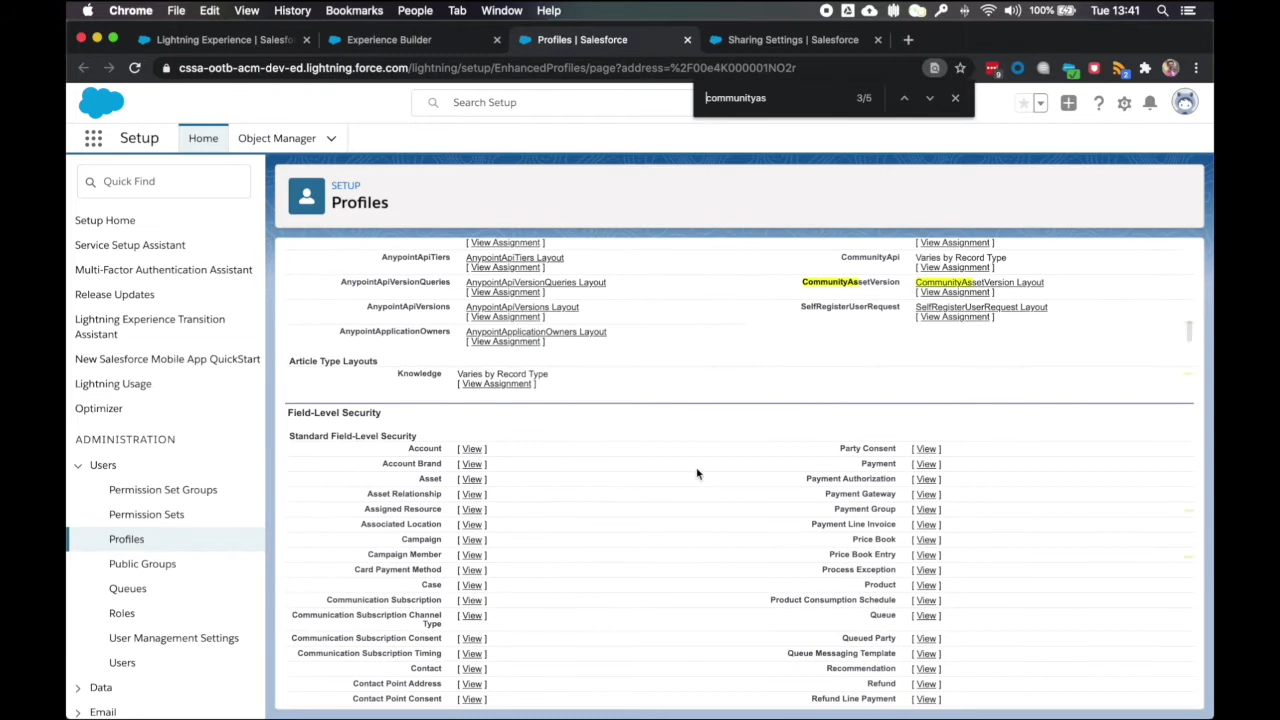 Chrome File Edit View History Bookmarks People Tab Window Help 100% Tue 13:41
Lightning Experience | Salesfo Experience Builder Profiles | Salesforce Sharing Settings | Salesforce
cssa-ootb-acm-dev-ed.lightning.force.com/lightning/setup/EnhancedProfiles/page?address=%2F00e4K000001NO2r 9 2
communityas 3/5
Search Setup
Setup Home Object Manager
Quick Find
Setup Home
Service Setup Assistant
Multi-Factor Authentication Assistant
Release Updates
Lightning Experience Transition
Assistant
New Salesforce Mobile App QuickStart
Lightning Usage
Optimizer
ADMINISTRATION
Users
Permission Set Groups
Permission Sets
Profiles
Public Groups
Queues
Roles
User Management Settings
Users
Data
Email
SETUP
Profiles
[ View Assignment ] [ View Assignment ]
AnypointApiTiers AnypointApiTiers Layout CommunityApi Varies by Record Type
[ View Assignment ] [ View Assignment ]
AnypointApiVersionQueries AnypointApiVersionQueries Layout CommunityAssetVersion CommunityAssetVersion Layout
[ View Assignment ] [ View Assignment ]
AnypointApiVersions AnypointApiVersions Layout SelfRegisterUserRequest SelfRegisterUserRequest Layout
[ View Assignment ] [ View Assignment ]
AnypointApplicationOwners AnypointApplicationOwners Layout
[ View Assignment ]
Article Type Layouts
Knowledge Varies by Record Type
[ View Assignment ]
Field-Level Security
Standard Field-Level Security
Account [ View ] Party Consent [ View ]
Account Brand [ View ] Payment [ View ]
Asset [ View ] Payment Authorization [ View ]
Asset Relationship [ View ] Payment Gateway [ View ]
Assigned Resource [ View ] Payment Group [ View ]
Associated Location [ View ] Payment Line Invoice [ View ]
Campaign [ View ] Price Book [ View ]
Campaign Member [ View ] Price Book Entry [ View ]
Card Payment Method [ View ] Process Exception [ View ]
Case [ View ] Product [ View ]
Communication Subscription [ View ] Product Consumption Schedule [ View ]
Communication Subscription Channel [ View ] Queue [ View ]
Type
Communication Subscription Consent [ View ] Queued Party [ View ]
Communication Subscription Timing [ View ] Queue Messaging Template [ View ]
Contact [ View ] Recommendation [ View ]
Contact Point Address [ View ] Refund [ View ]
Contact Point Consent [ View ] Refund Line Payment [ View ]